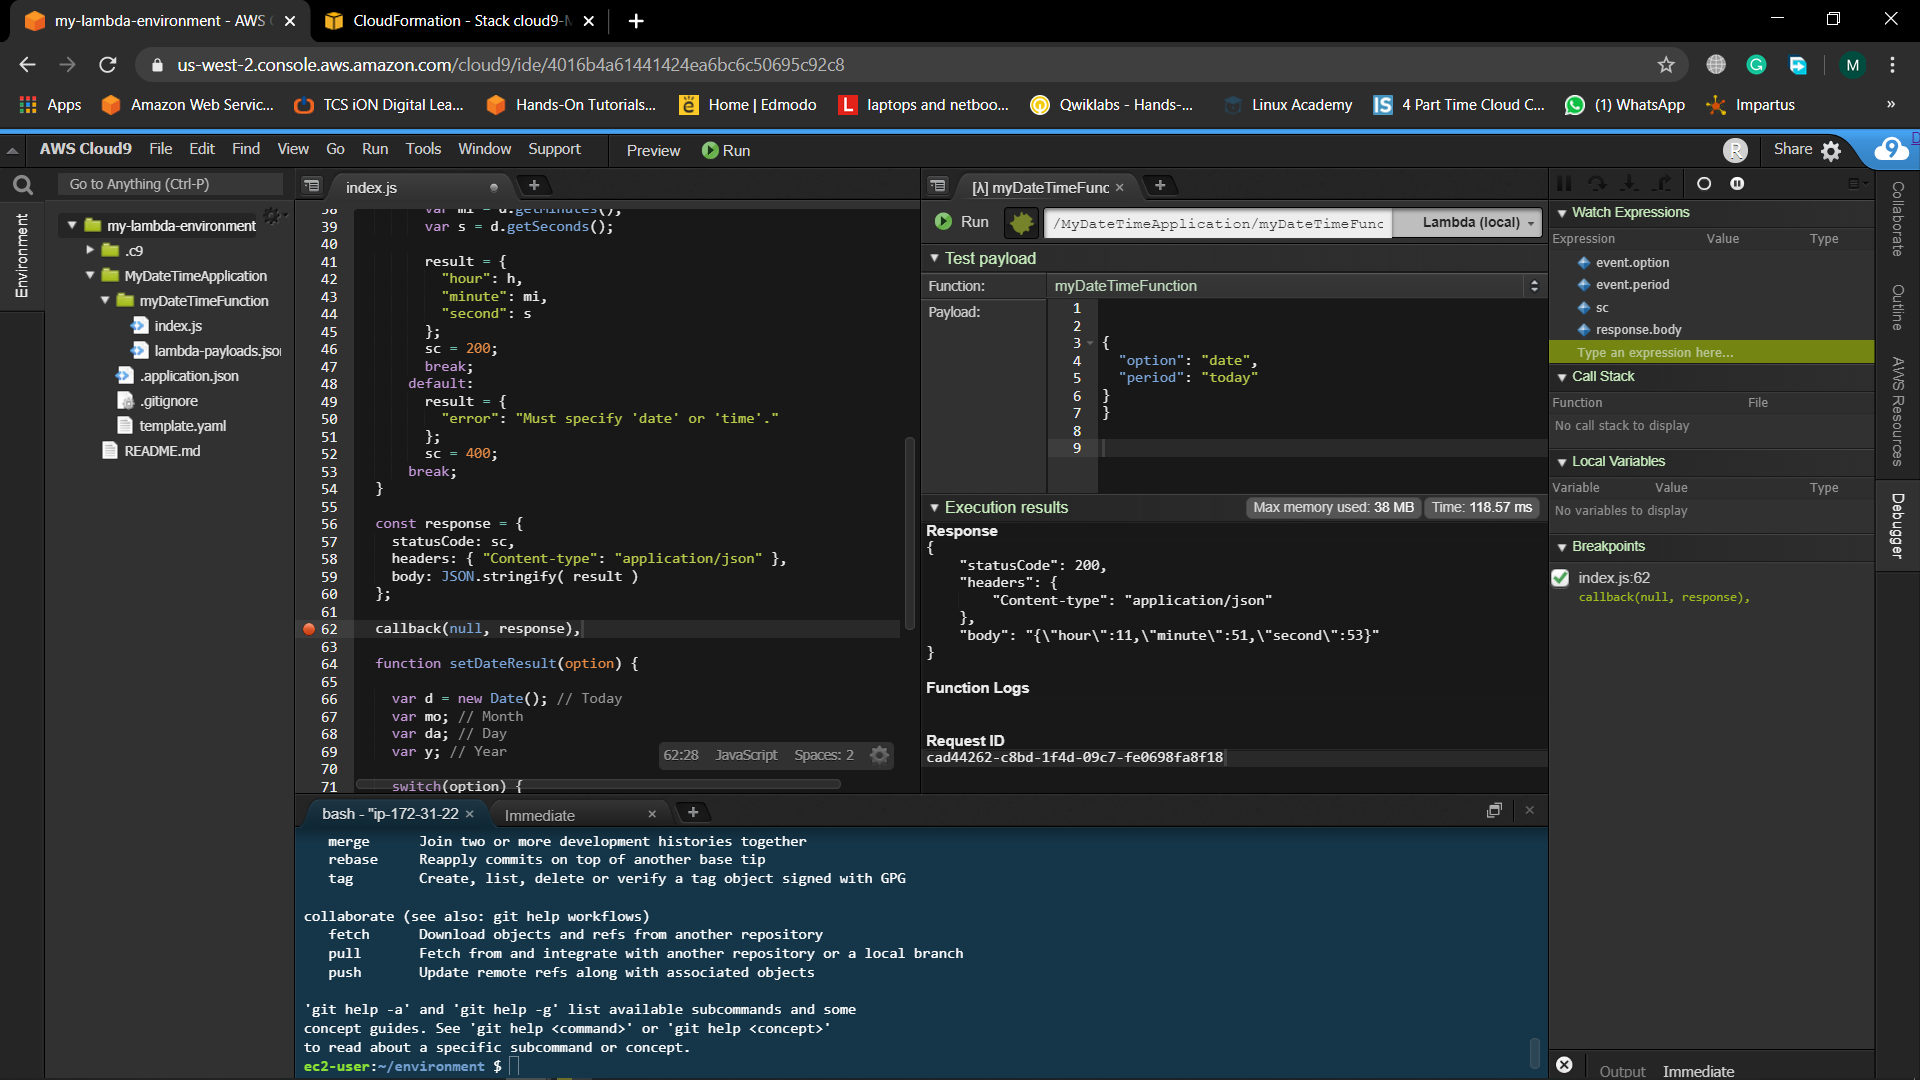 my-lambda-environment - AWS
CloudFormation - Stack cloud9-
us-west-2.console.aws.amazon.com/cloud9/ide/4016b4a61441424ea6bc6c50695c92c8
M
Apps
Amazon Web Servic...
TCS iON Digital Lea...
Hands-On Tutorials...
Home | Edmodo
laptops and netboo...
Qwiklabs - Hands-...
Linux Academy
4 Part Time Cloud C...
(1) WhatsApp
Impartus
»
AWS Cloud9 File Edit Find View Go Run Tools Window Support Preview Run
R Share
Go to Anything (Ctrl-P)
Environment
my-lambda-environment
.c9
MyDateTimeApplication
myDateTimeFunction
index.js
lambda-payloads.json
.application.json
.gitignore
template.yaml
README.md
index.js
38 var mi = d.getMinutes();
39 var s = d.getSeconds();
40
41 result = {
42 "hour": h,
43 "minute": mi,
44 "second": s
45 };
46 sc = 200;
47 break;
48 default:
49 result = {
50 "error": "Must specify 'date' or 'time'."
51 };
52 sc = 400;
53 break;
54 }
55
56 const response = {
57 statusCode: sc,
58 headers: { "Content-type": "application/json" },
59 body: JSON.stringify( result )
60 };
61
62 callback(null, response),
63
64 function setDateResult(option) {
65
66 var d = new Date(); // Today
67 var mo; // Month
68 var da; // Day
69 var y; // Year
70
71 switch(option) {
62:28 JavaScript Spaces: 2
[λ] myDateTimeFunc
Run
/MyDateTimeApplication/myDateTimeFunc
Lambda (local)
Test payload
Function: myDateTimeFunction
Payload:
1
2
3 {
4 "option": "date",
5 "period": "today"
6 }
7 }
8
9
Execution results
Max memory used: 38 MB
Time: 118.57 ms
Response
{
"statusCode": 200,
"headers": {
"Content-type": "application/json"
},
"body": "{\"hour\":11,\"minute\":51,\"second\":53}"
}
Function Logs
Request ID
cad44262-c8bd-1f4d-09c7-fe0698fa8f18
Watch Expressions
Expression Value Type
event.option
event.period
sc
response.body
Type an expression here...
Call Stack
Function File
No call stack to display
Local Variables
Variable Value Type
No variables to display
Breakpoints
index.js:62
callback(null, response),
Collaborate
Outline
AWS Resources
Debugger
bash - "ip-172-31-22
Immediate
merge Join two or more development histories together
rebase Reapply commits on top of another base tip
tag Create, list, delete or verify a tag object signed with GPG
collaborate (see also: git help workflows)
fetch Download objects and refs from another repository
pull Fetch from and integrate with another repository or a local branch
push Update remote refs along with associated objects
'git help -a' and 'git help -g' list available subcommands and some
concept guides. See 'git help <command>' or 'git help <concept>'
to read about a specific subcommand or concept.
ec2-user:~/environment $
Output Immediate